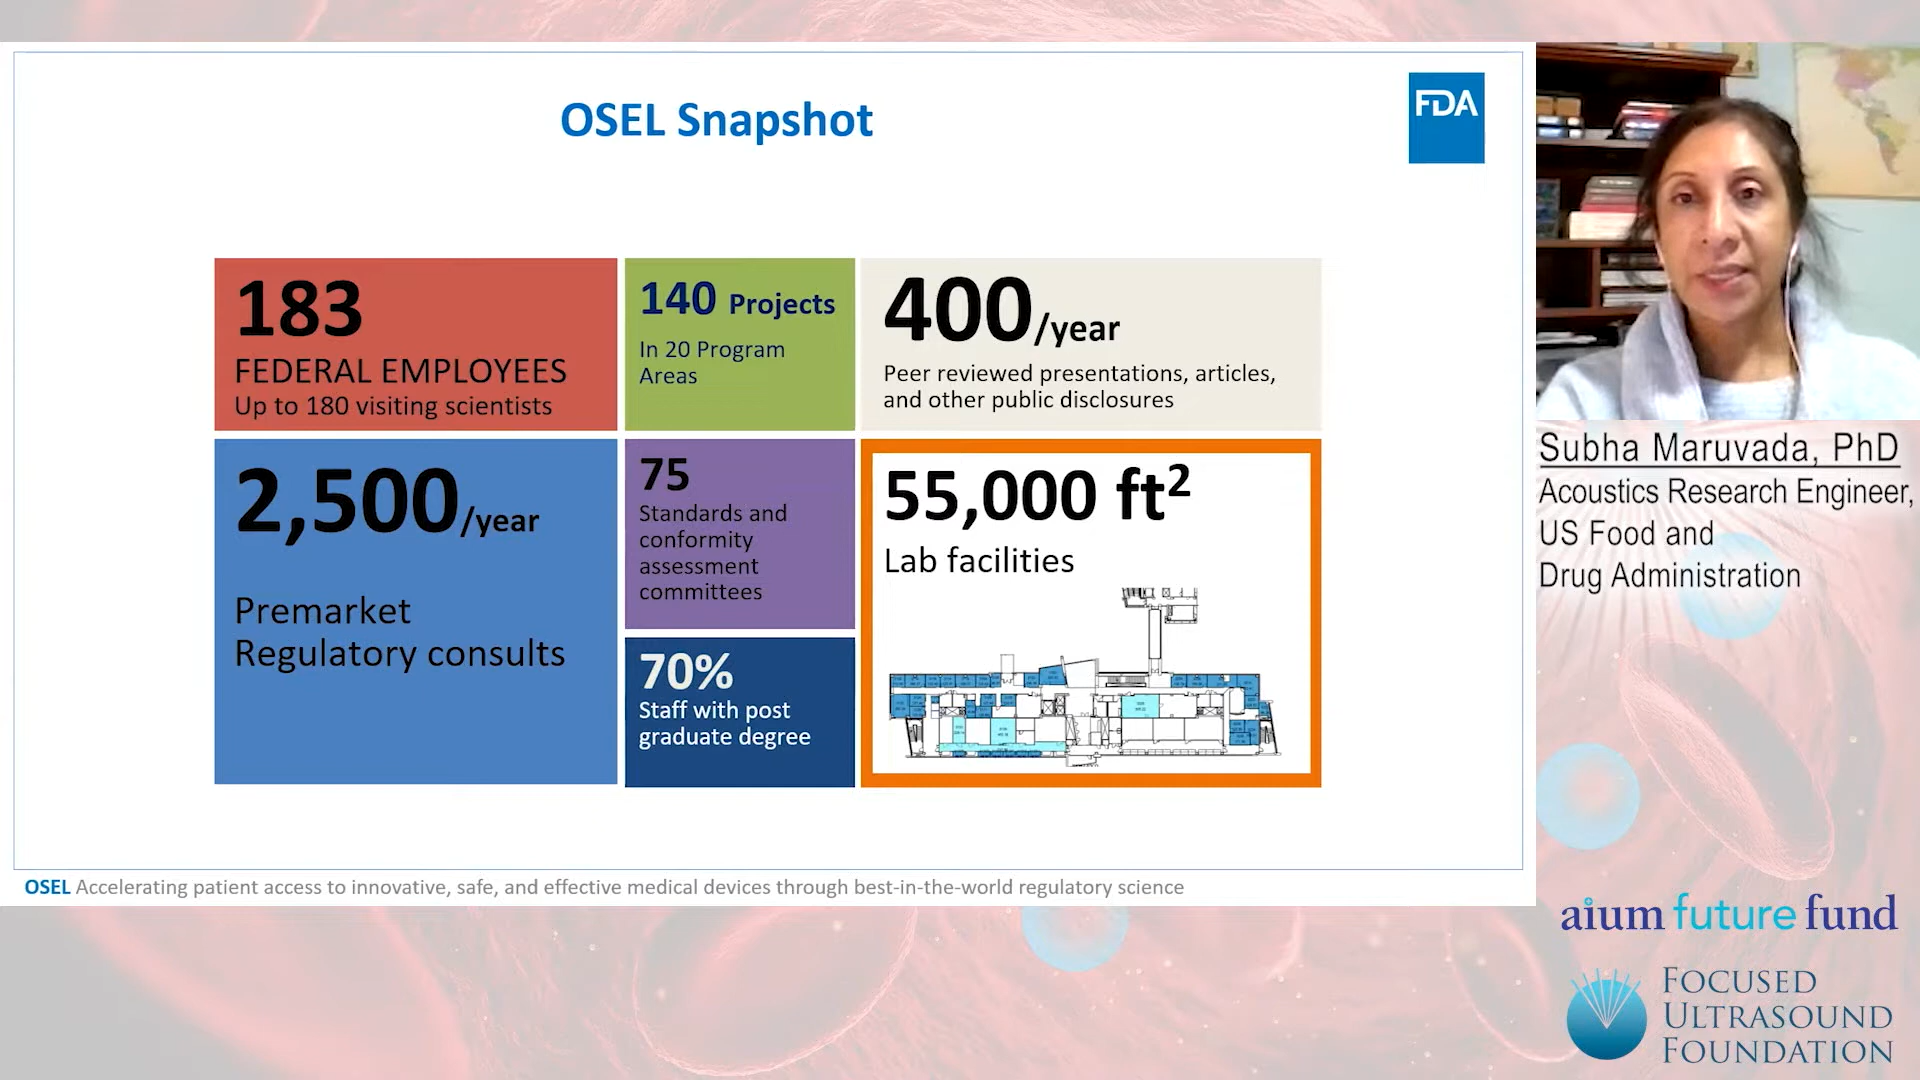 OSEL Snapshot
FDA
183
FEDERAL EMPLOYEES
Up to 180 visiting scientists
140 Projects
In 20 Program
Areas
400/year
Peer reviewed presentations, articles,
and other public disclosures
2,500/year
Premarket
Regulatory consults
75
Standards and
conformity
assessment
committees
70%
Staff with post
graduate degree
55,000 ft²
Lab facilities
OSEL Accelerating patient access to innovative, safe, and effective medical devices through best-in-the-world regulatory science
Subha Maruvada, PhD
Acoustics Research Engineer,
US Food and
Drug Administration
aium future fund
FOCUSED
ULTRASOUND
FOUNDATION